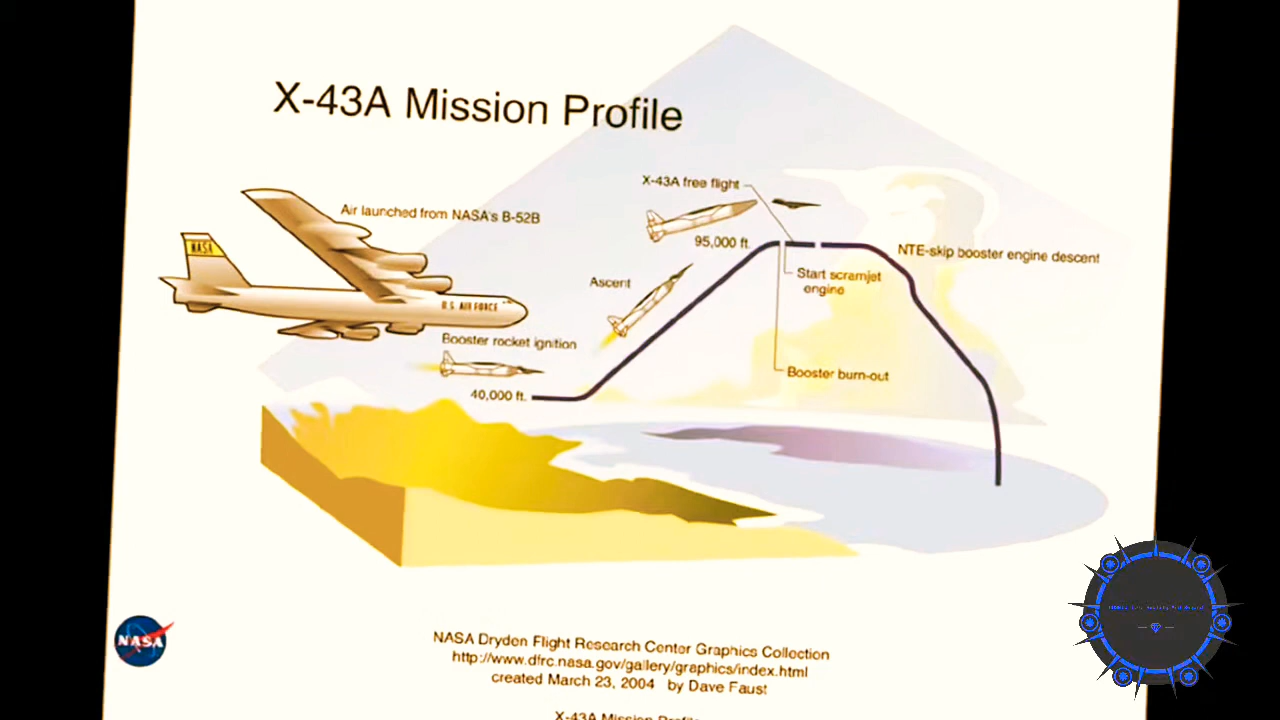 X-43A Mission Profile
X-43A free flight
Air launched from NASA's B-52B
NASA
95,000 ft.
NTE-skip booster engine descent
Ascent
Start scramjet
engine
U.S. AIR FORCE
Booster rocket ignition
Booster burn-out
40,000 ft.
NASA
NASA Dryden Flight Research Center Graphics Collection
http://www.dfrc.nasa.gov/gallery/graphics/index.html
created March 23, 2004 by Dave Faust
X-43A Mission Profile